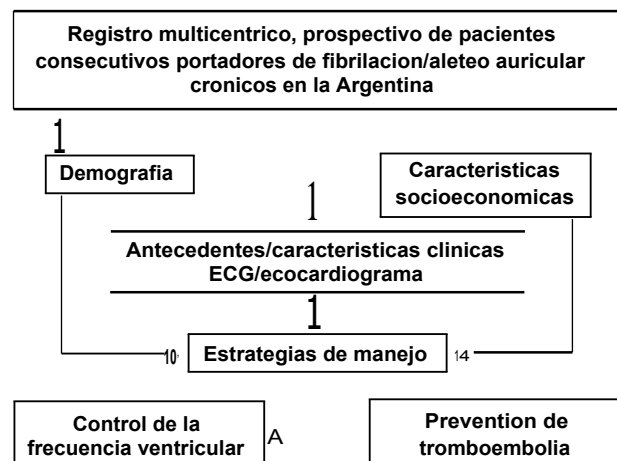 Registro multicentrico, prospectivo de pacientes
consecutivos portadores de fibrilacion/aleteo auricular
cronicos en la Argentina
1
Demografia
Caracteristicas
socioeconomicas
1
Antecedentes/caracteristicas clinicas
ECG/ecocardiograma
1
10,
Estrategias de manejo
14
Control de la
frecuencia ventricular
A
Prevention de
tromboembolia